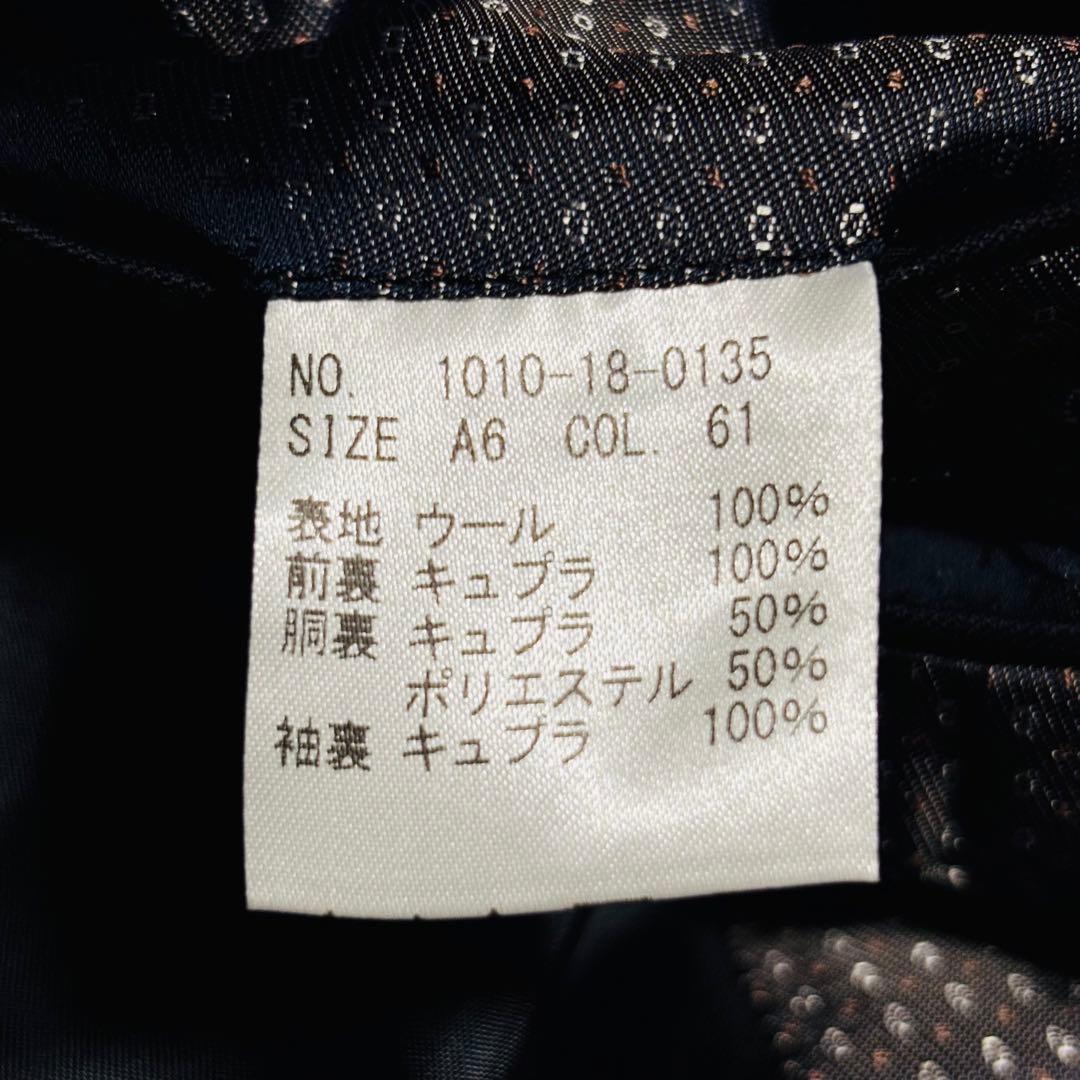 NO. 1010-18-0135
SIZE A6 COL. 61
表地 ウール 100%
前裏 キュプラ 100%
胴裏 キュプラ 50%
ポリエステル 50%
袖裏 キュプラ 100%